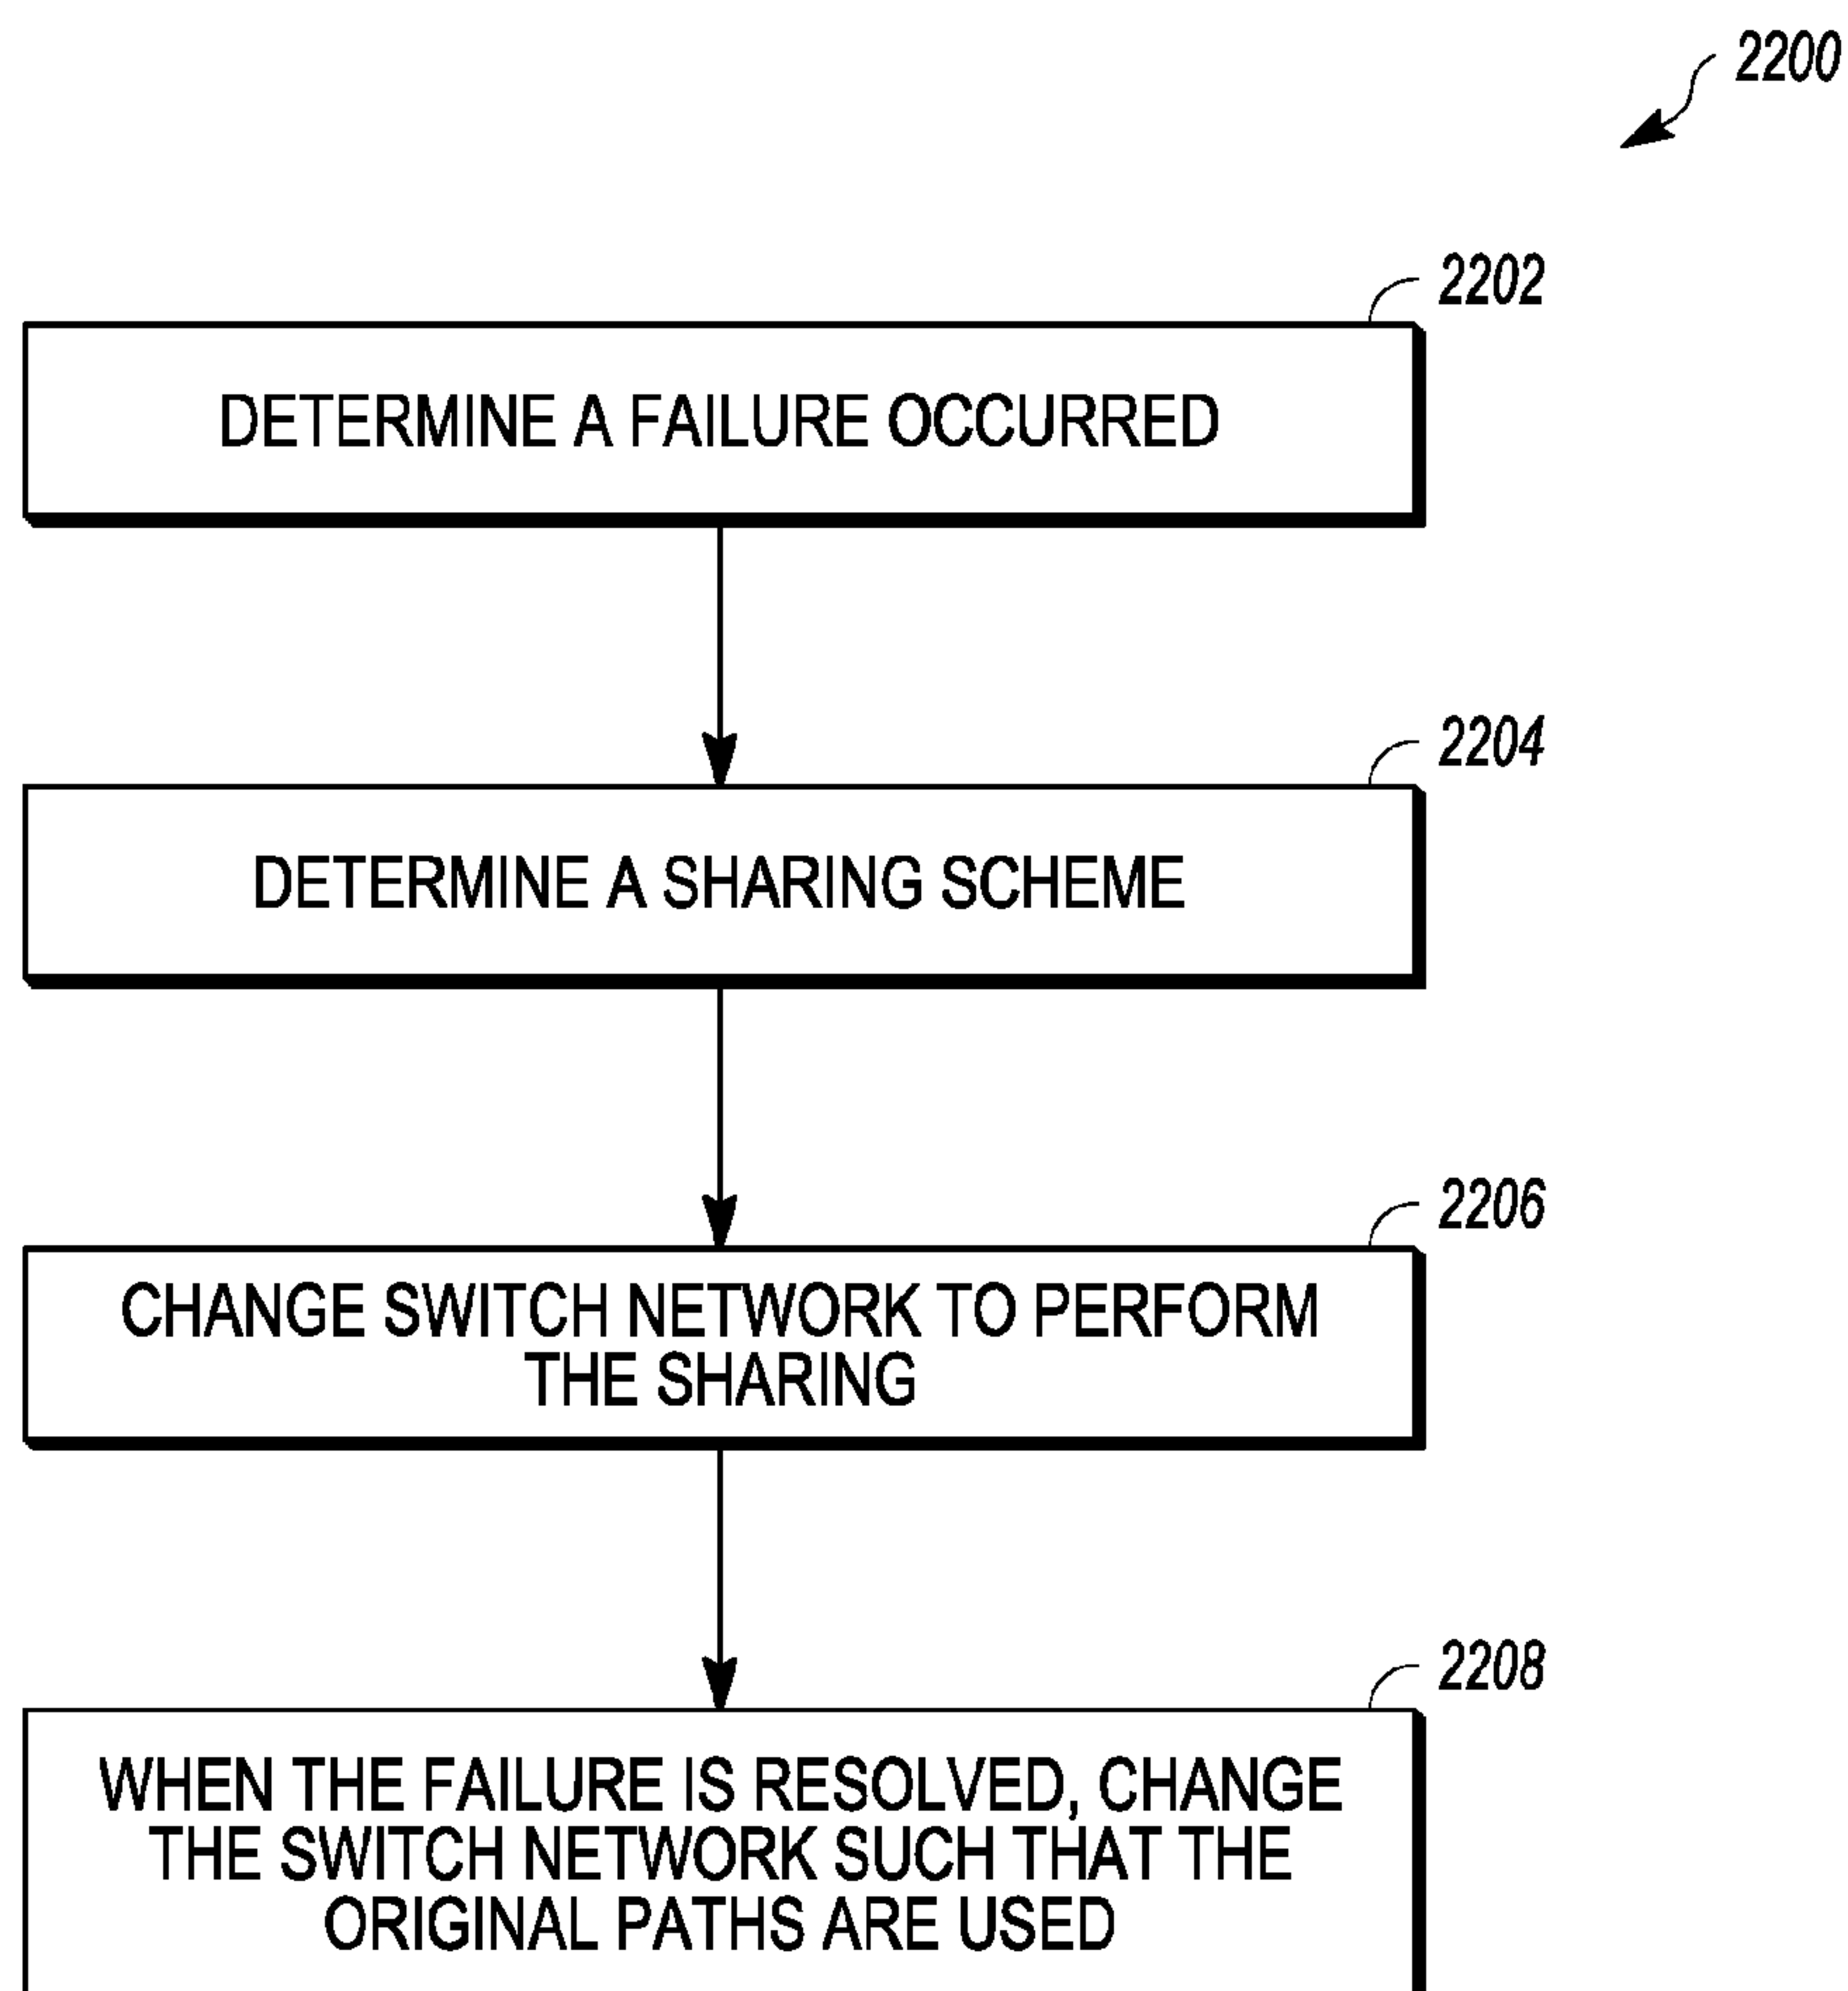 2200
2202
DETERMINE A FAILURE OCCURRED
2204
DETERMINE A SHARING SCHEME
2206
CHANGE SWITCH NETWORK TO PERFORM
THE SHARING
2208
WHEN THE FAILURE IS RESOLVED, CHANGE
THE SWITCH NETWORK SUCH THAT THE
ORIGINAL PATHS ARE USED